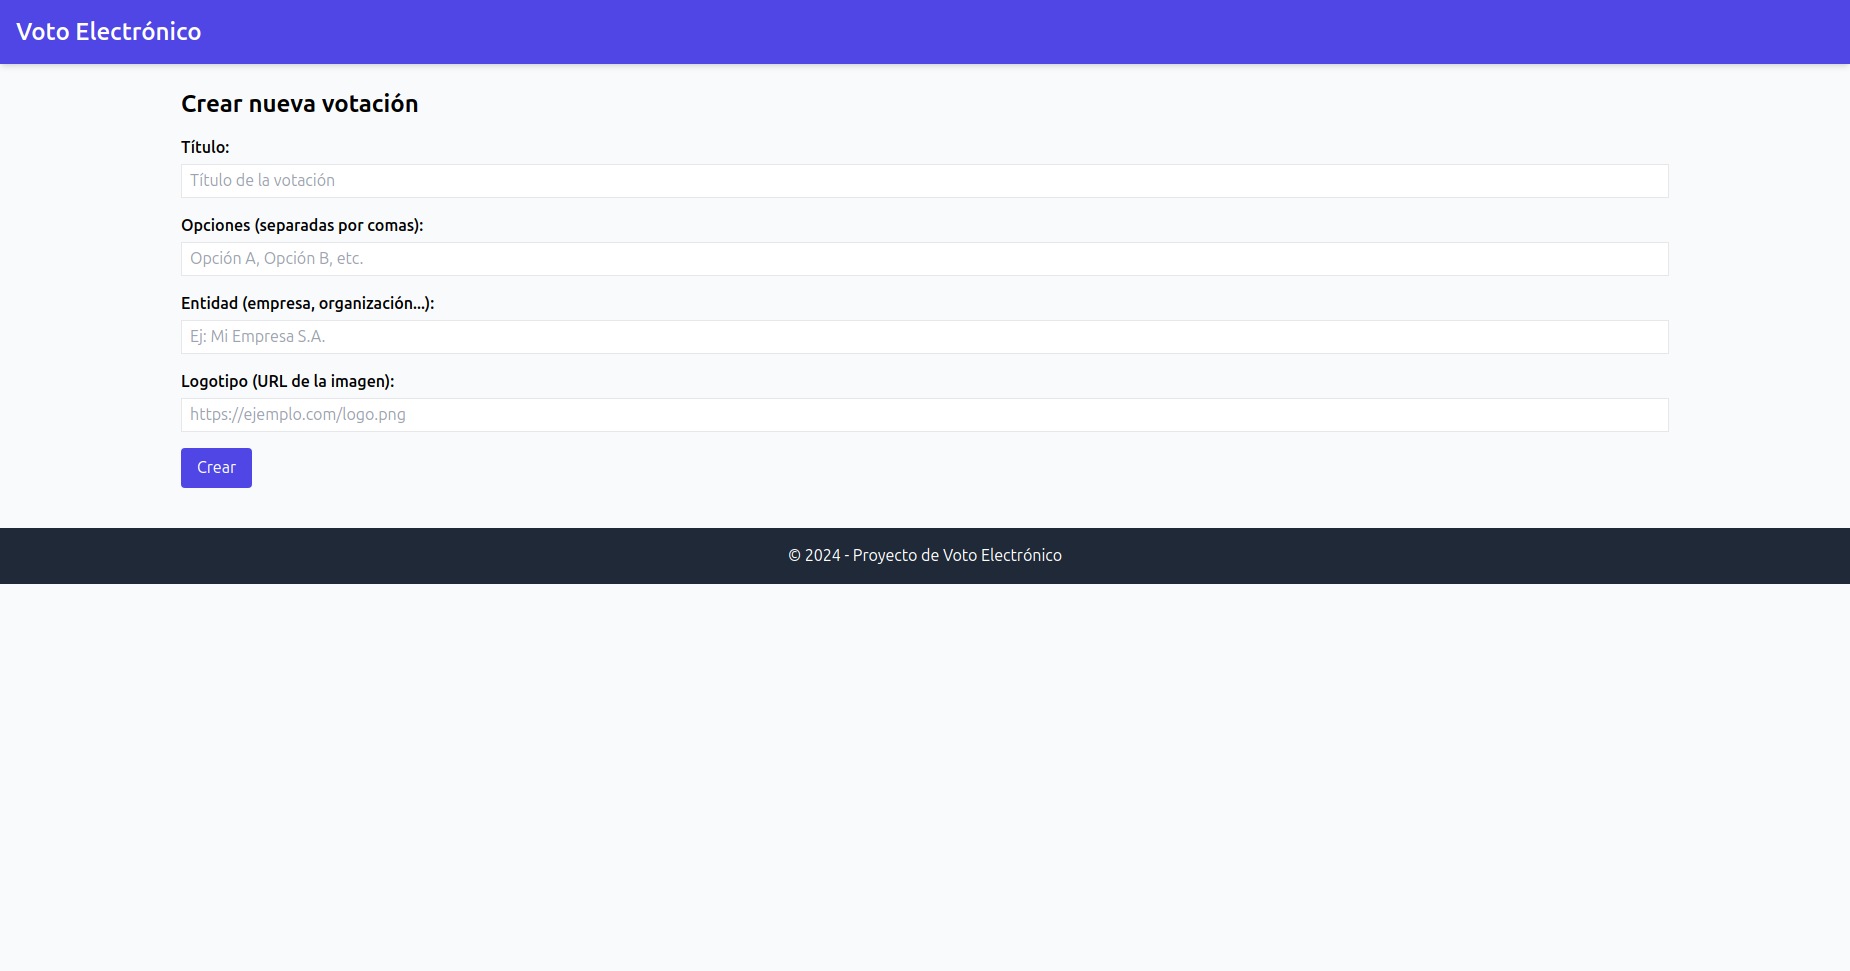 Voto Electrónico
Crear nueva votación
Título:
Título de la votación
Opciones (separadas por comas):
Opción A, Opción B, etc.
Entidad (empresa, organización...):
Ej: Mi Empresa S.A.
Logotipo (URL de la imagen):
https://ejemplo.com/logo.png
Crear
© 2024 - Proyecto de Voto Electrónico